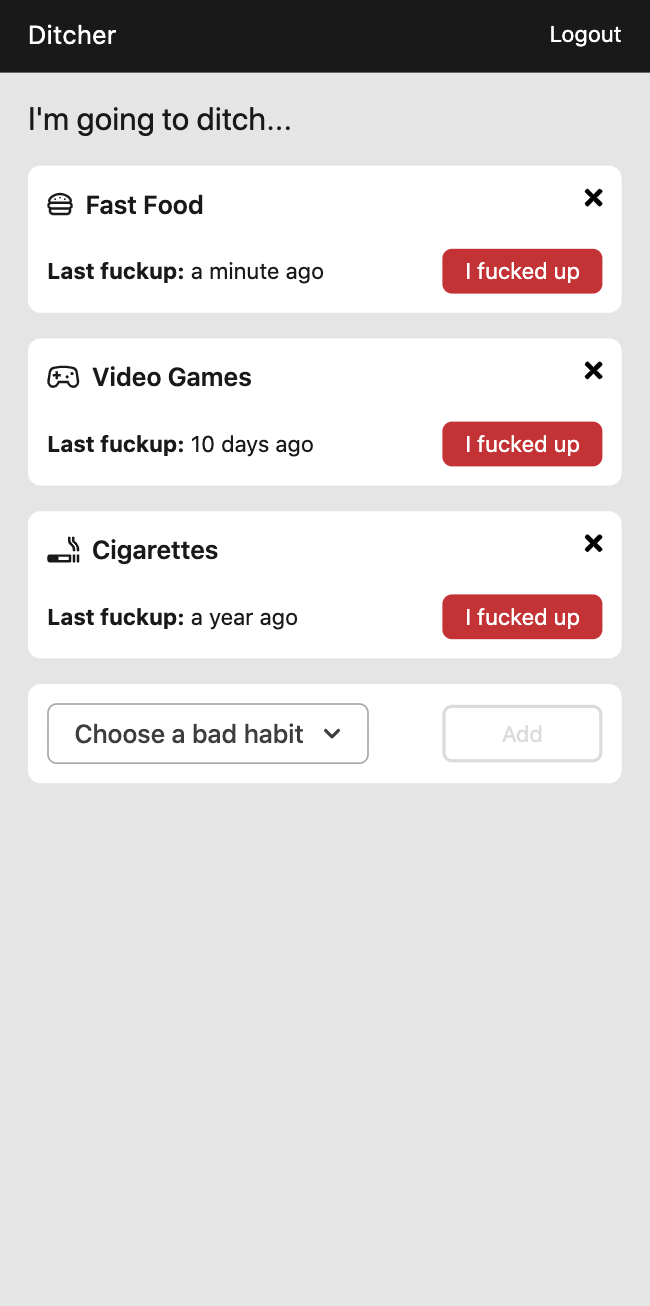 Ditcher
Logout
I'm going to ditch...
Fast Food
Last fuckup: a minute ago
I fucked up
Video Games
Last fuckup: 10 days ago
I fucked up
Cigarettes
Last fuckup: a year ago
I fucked up
Choose a bad habit
Add